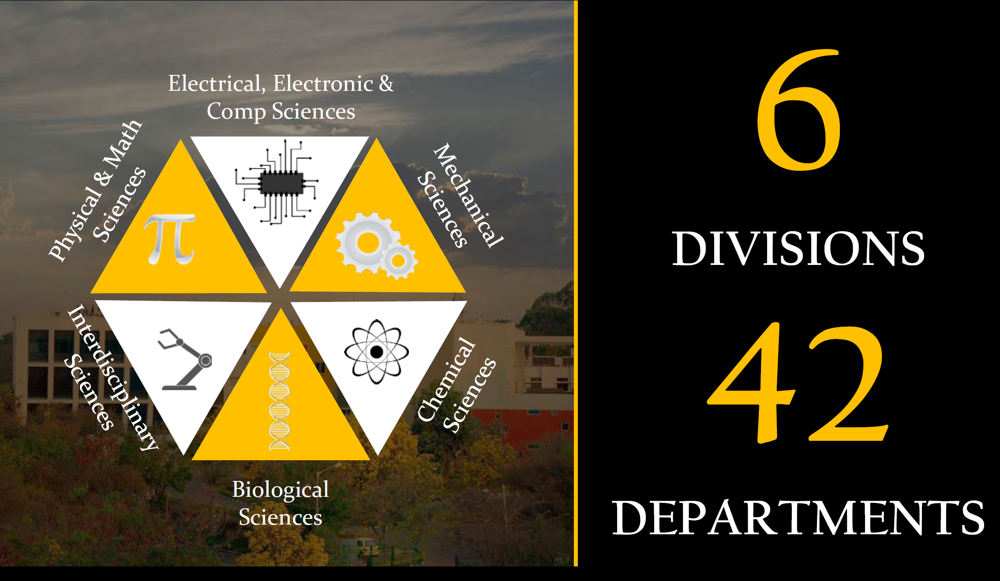 Electrical, Electronic &
Comp Sciences
Physical & Math
Sciences
Mechanical
Sciences
π
Interdisciplinary
Sciences
Chemical
Sciences
Biological
Sciences
6
DIVISIONS
42
DEPARTMENTS